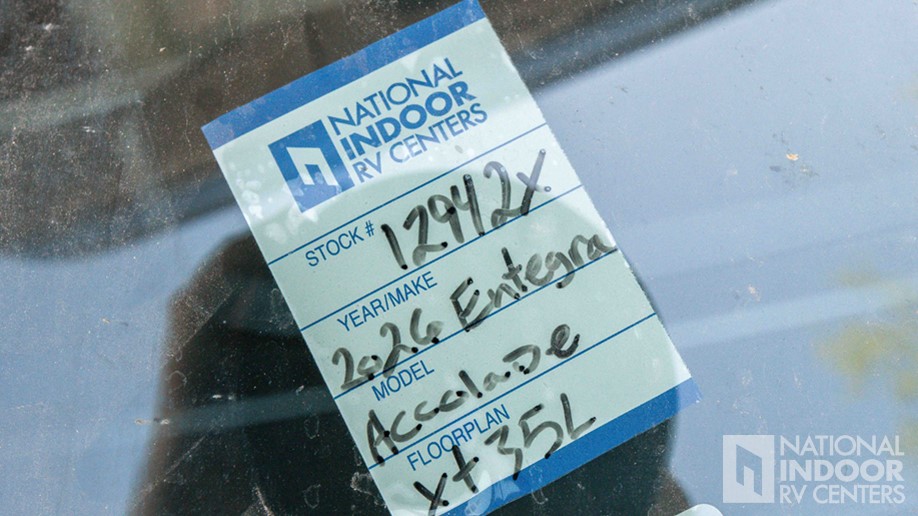 NATIONAL
INDOOR
RV CENTERS
STOCK # 12942x
YEAR/MAKE
2026 Entegra
MODEL
Accolade
FLOORPLAN
xt 35L
NATIONAL
INDOOR
RV CENTERS